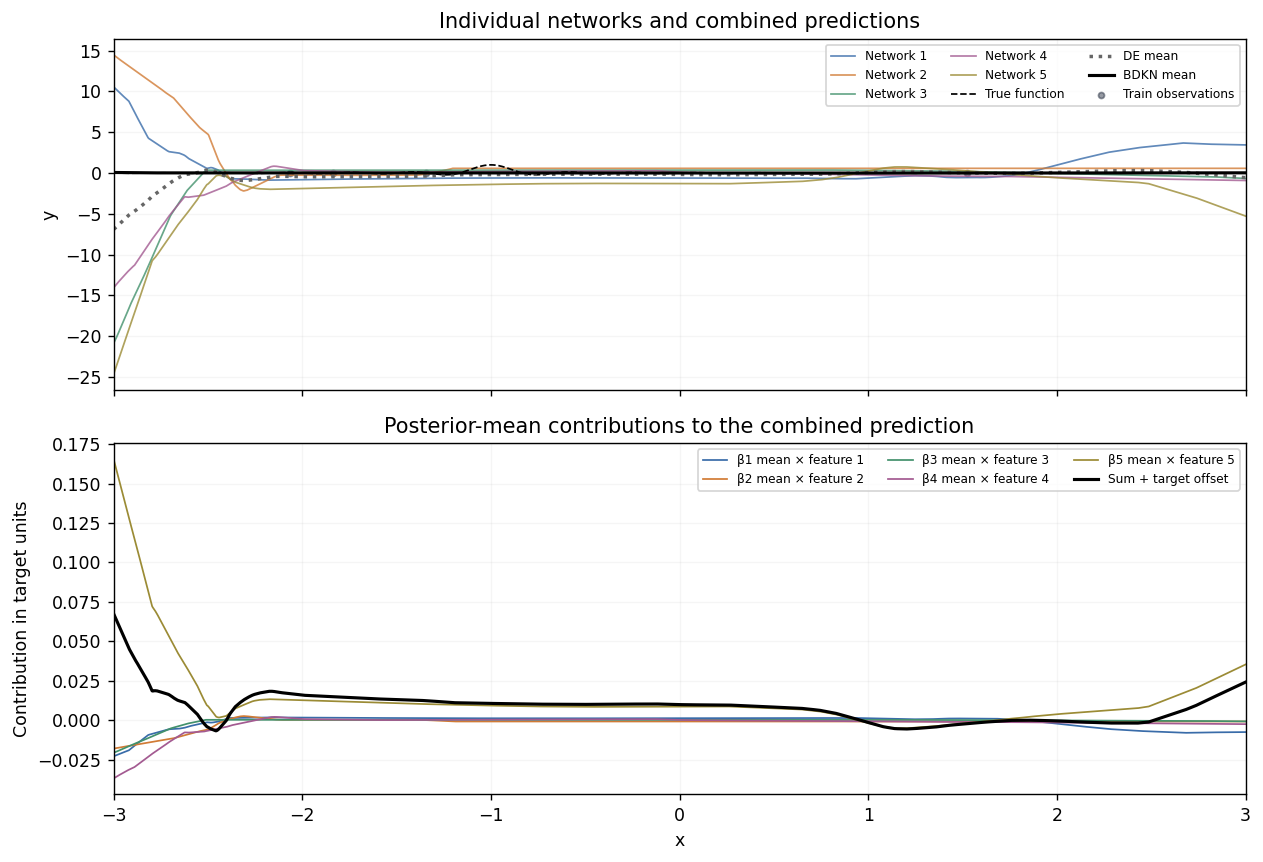 Individual networks and combined predictions
15
10
5
0
−5
−10
−15
−20
−25
y
Network 1
Network 2
Network 3
Network 4
Network 5
True function
DE mean
BDKN mean
Train observations
Posterior-mean contributions to the combined prediction
0.175
0.150
0.125
0.100
0.075
0.050
0.025
0.000
−0.025
Contribution in target units
β1 mean × feature 1
β2 mean × feature 2
β3 mean × feature 3
β4 mean × feature 4
β5 mean × feature 5
Sum + target offset
−3
−2
−1
0
1
2
3
x